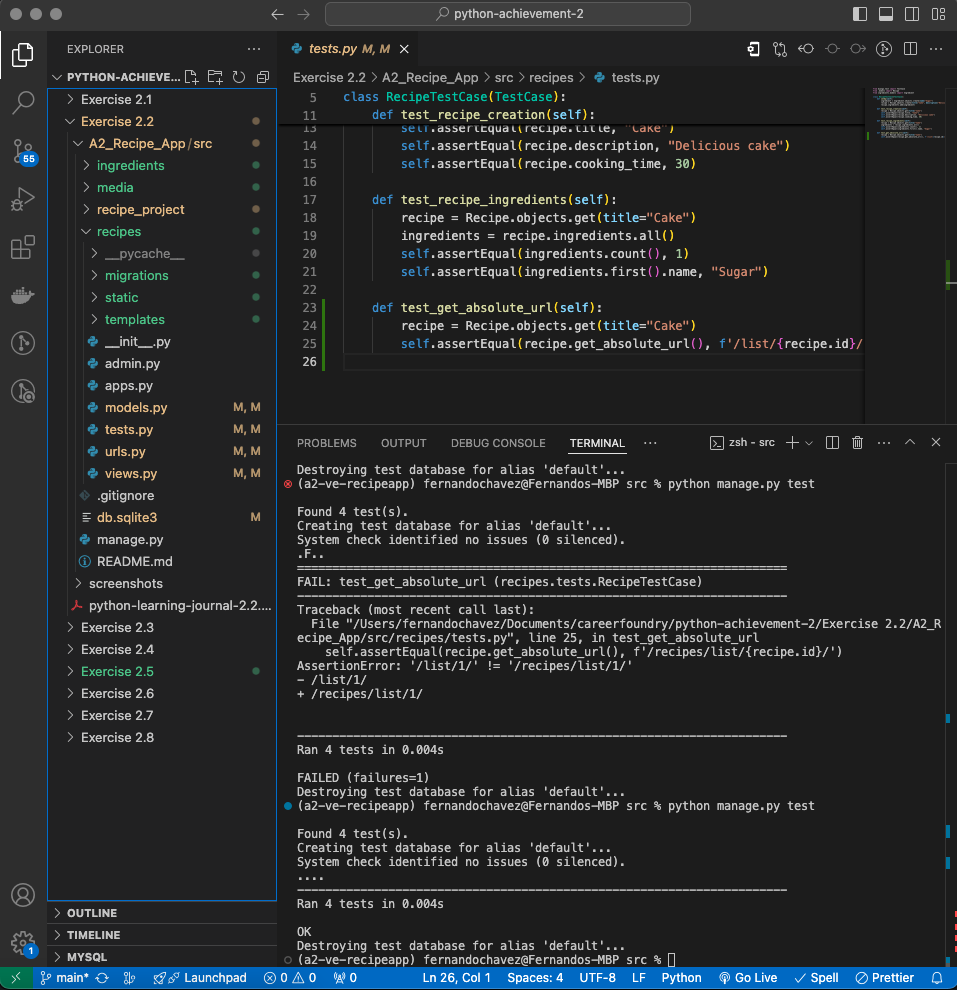 python-achievement-2
EXPLORER
PYTHON-ACHIEVE...
Exercise 2.1
Exercise 2.2
A2_Recipe_App/src
ingredients
media
recipe_project
recipes
__pycache__
migrations
static
templates
__init__.py
admin.py
apps.py
models.py M, M
tests.py M, M
urls.py M, M
views.py M, M
.gitignore
db.sqlite3 M
manage.py
README.md
screenshots
python-learning-journal-2.2....
Exercise 2.3
Exercise 2.4
Exercise 2.5
Exercise 2.6
Exercise 2.7
Exercise 2.8
OUTLINE
TIMELINE
MYSQL
55
1
tests.py M, M
Exercise 2.2 > A2_Recipe_App > src > recipes > tests.py
5 class RecipeTestCase(TestCase):
11 def test_recipe_creation(self):
13 self.assertEqual(recipe.title, "Cake")
14 self.assertEqual(recipe.description, "Delicious cake")
15 self.assertEqual(recipe.cooking_time, 30)
16
17 def test_recipe_ingredients(self):
18 recipe = Recipe.objects.get(title="Cake")
19 ingredients = recipe.ingredients.all()
20 self.assertEqual(ingredients.count(), 1)
21 self.assertEqual(ingredients.first().name, "Sugar")
22
23 def test_get_absolute_url(self):
24 recipe = Recipe.objects.get(title="Cake")
25 self.assertEqual(recipe.get_absolute_url(), f'/list/{recipe.id}/
26
PROBLEMS OUTPUT DEBUG CONSOLE TERMINAL ... zsh - src
Destroying test database for alias 'default'...
(a2-ve-recipeapp) fernandochavez@Fernandos-MBP src % python manage.py test
Found 4 test(s).
Creating test database for alias 'default'...
System check identified no issues (0 silenced).
.F..
======================================================================
FAIL: test_get_absolute_url (recipes.tests.RecipeTestCase)
----------------------------------------------------------------------
Traceback (most recent call last):
File "/Users/fernandochavez/Documents/careerfoundry/python-achievement-2/Exercise 2.2/A2_R
ecipe_App/src/recipes/tests.py", line 25, in test_get_absolute_url
self.assertEqual(recipe.get_absolute_url(), f'/recipes/list/{recipe.id}/')
AssertionError: '/list/1/' != '/recipes/list/1/'
- /list/1/
+ /recipes/list/1/
----------------------------------------------------------------------
Ran 4 tests in 0.004s
FAILED (failures=1)
Destroying test database for alias 'default'...
(a2-ve-recipeapp) fernandochavez@Fernandos-MBP src % python manage.py test
Found 4 test(s).
Creating test database for alias 'default'...
System check identified no issues (0 silenced).
....
----------------------------------------------------------------------
Ran 4 tests in 0.004s
OK
Destroying test database for alias 'default'...
(a2-ve-recipeapp) fernandochavez@Fernandos-MBP src %
main* Launchpad 0 0 0 Ln 26, Col 1 Spaces: 4 UTF-8 LF Python Go Live Spell Prettier